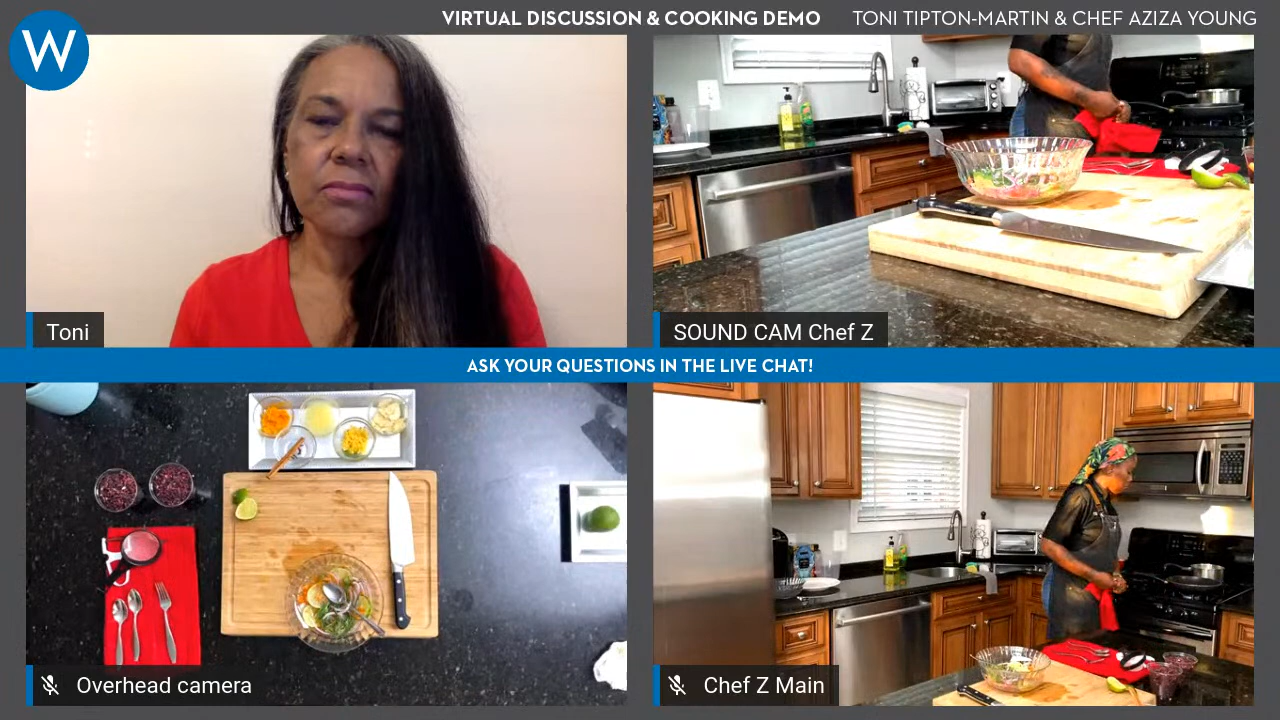 W
VIRTUAL DISCUSSION & COOKING DEMO TONI TIPTON-MARTIN & CHEF AZIZA YOUNG
Toni
SOUND CAM Chef Z
ASK YOUR QUESTIONS IN THE LIVE CHAT!
Overhead camera
Chef Z Main